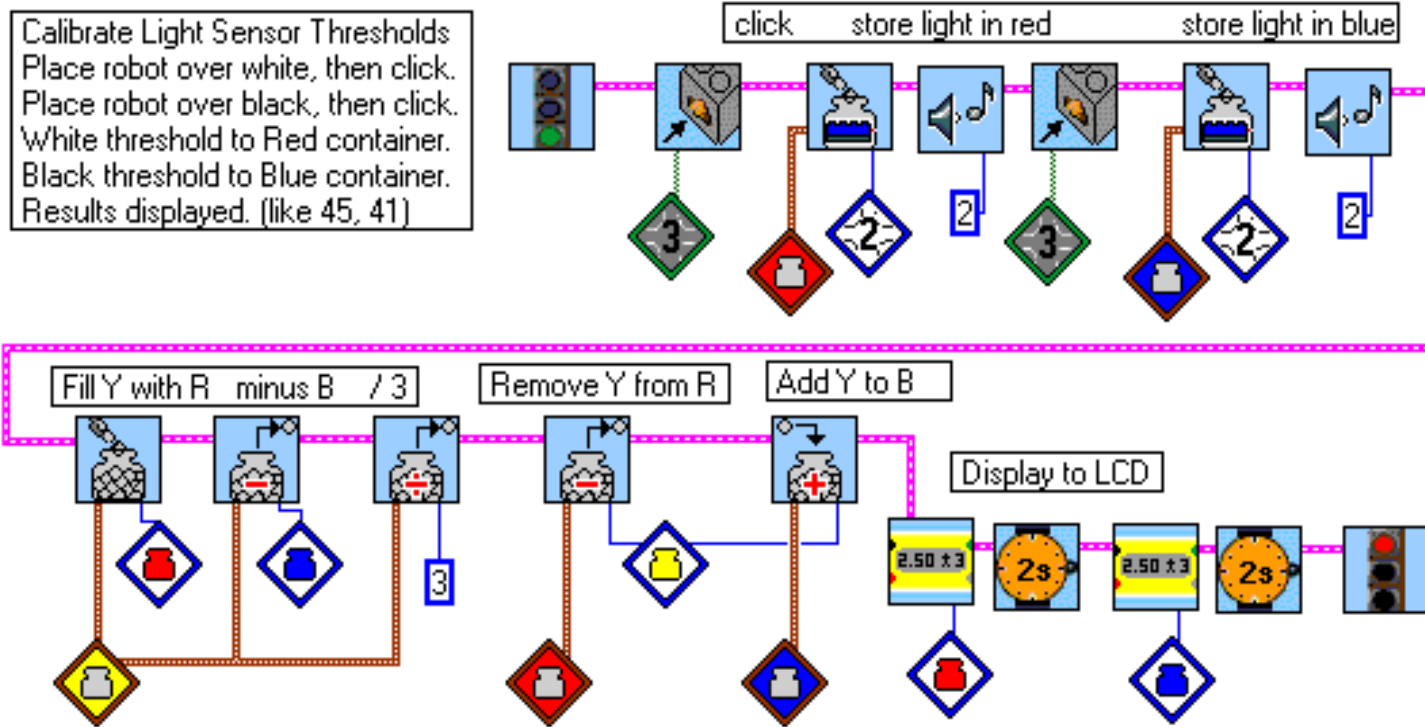 Calibrate Light Sensor Thresholds
Place robot over white, then click.
Place robot over black, then click.
White threshold to Red container.
Black threshold to Blue container.
Results displayed. (like 45, 41)
click store light in red store light in blue
3
2
2
3
2
2
Fill Y with R minus B / 3
Remove Y from R
Add Y to B
3
Display to LCD
2.50 ±3
2s
2.50 ±3
2s